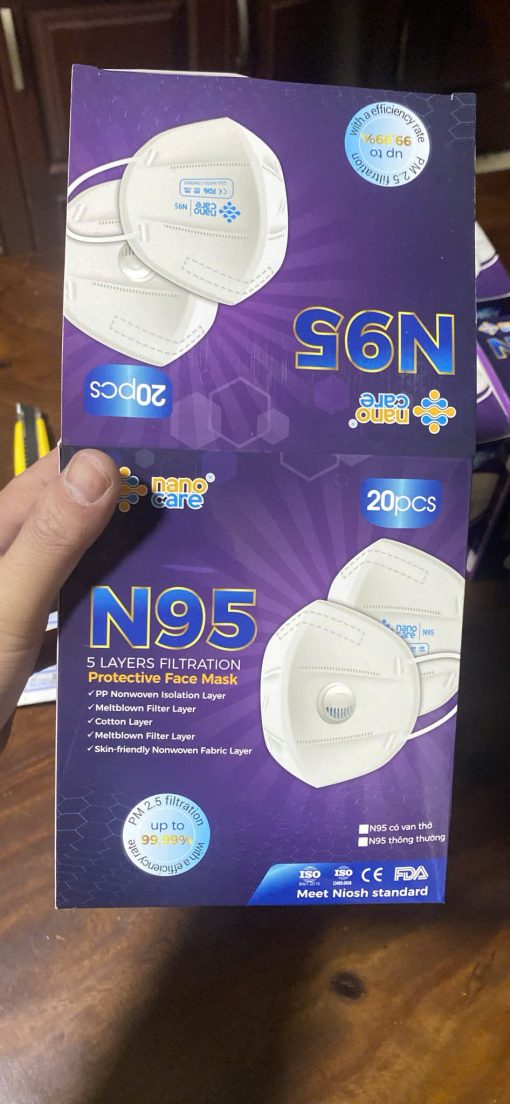 with a efficiency rate
up to
99.99%
PM 2.5 filtration
nano
care
N95
N95
20pcs
nano
care®
nano
care®
20pcs
N95
5 LAYERS FILTRATION
Protective Face Mask
✓PP Nonwoven Isolation Layer
✓Meltblown Filter Layer
✓Cotton Layer
✓Meltblown Filter Layer
✓Skin-friendly Nonwoven Fabric Layer
nano
care
N95
PM 2.5 filtration
up to
99.99%
with a efficiency rate
N95 có van thở
N95 thông thường
ISO ISO CE FDA
Meet Niosh standard